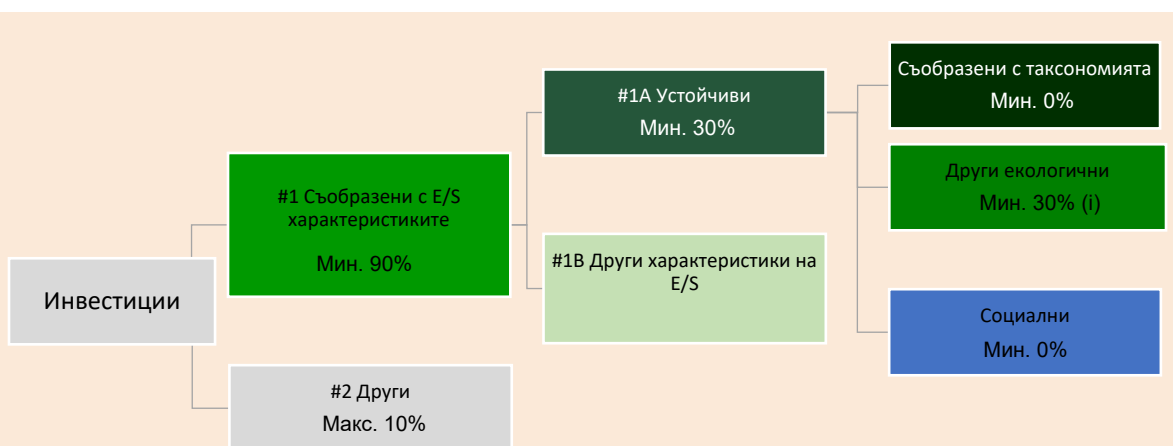 Инвестиции
#1 Съобразени с E/S
характеристиките
Мин. 90%
#2 Други
Макс. 10%
#1A Устойчиви
Мин. 30%
#1B Други характеристики на
E/S
Съобразени с таксономията
Мин. 0%
Други екологични
Мин. 30% (i)
Социални
Мин. 0%